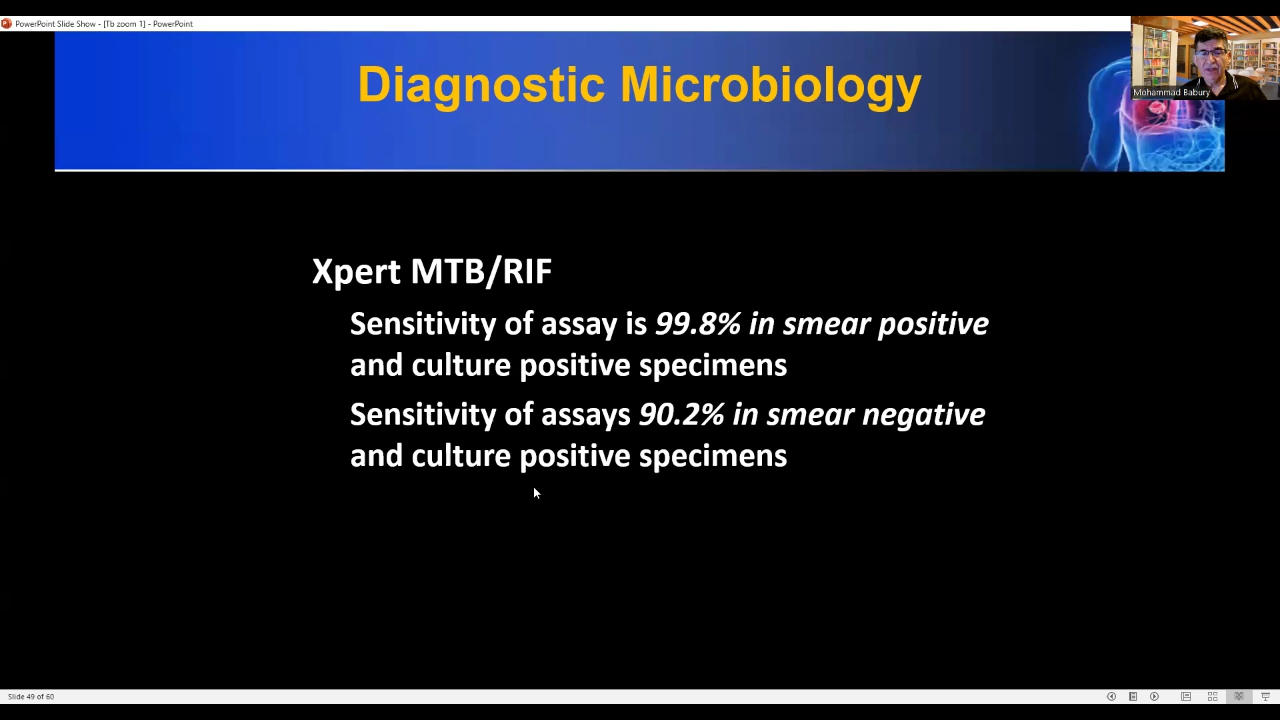 PowerPoint Slide Show - [Tb zoom 1] - PowerPoint
Diagnostic Microbiology
Mohammad Babury
Xpert MTB/RIF
Sensitivity of assay is 99.8% in smear positive
and culture positive specimens
Sensitivity of assays 90.2% in smear negative
and culture positive specimens
Slide 49 of 60